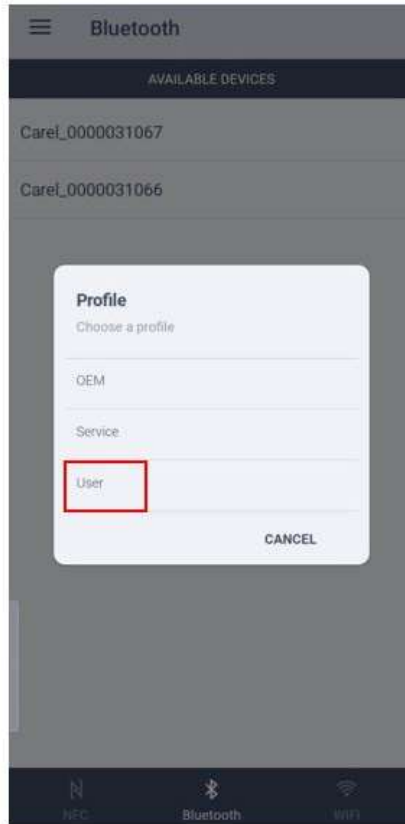 Bluetooth
AVAILABLE DEVICES
Carel_0000031067
Carel_0000031066
Profile
Choose a profile
OEM
Service
User
CANCEL
NFC Bluetooth WIFI